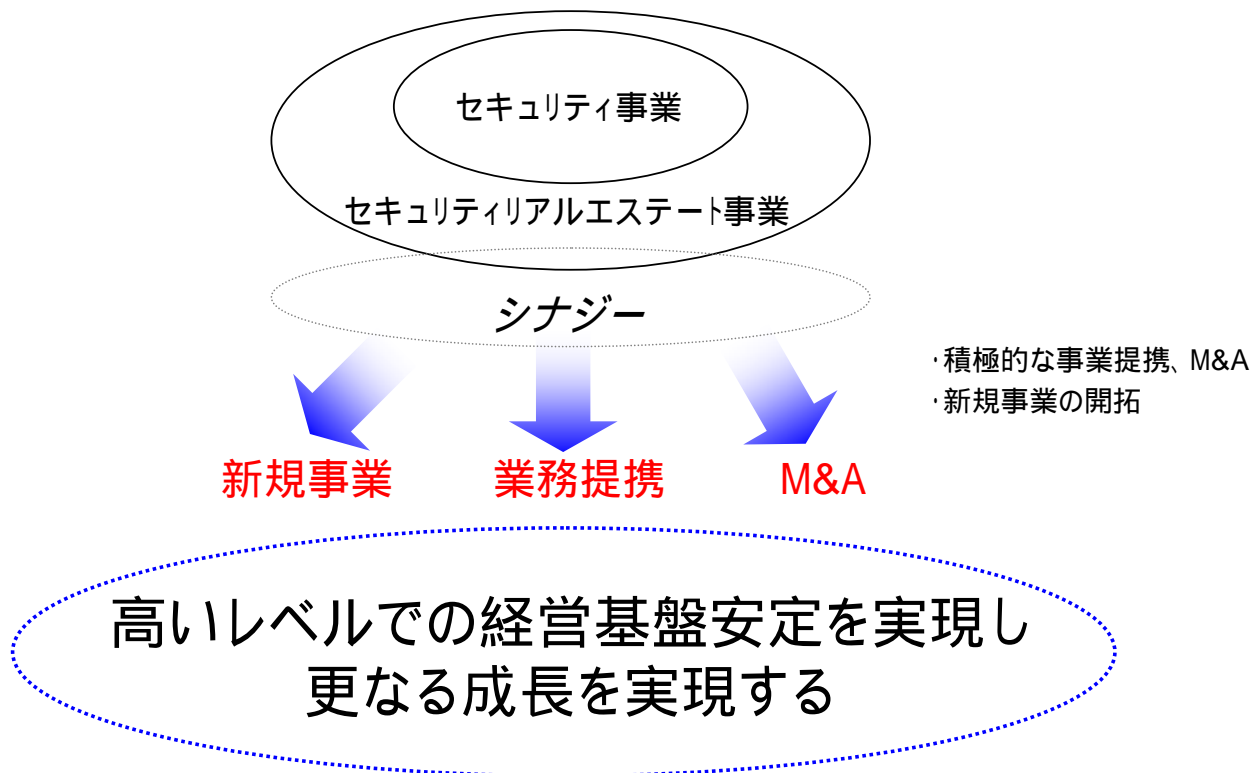 セキュリティ事業
セキュリティリアルエステート事業
シナジー
・積極的な事業提携、M&A
・新規事業の開拓
新規事業
業務提携
M&A
高いレベルでの経営基盤安定を実現し
更なる成長を実現する